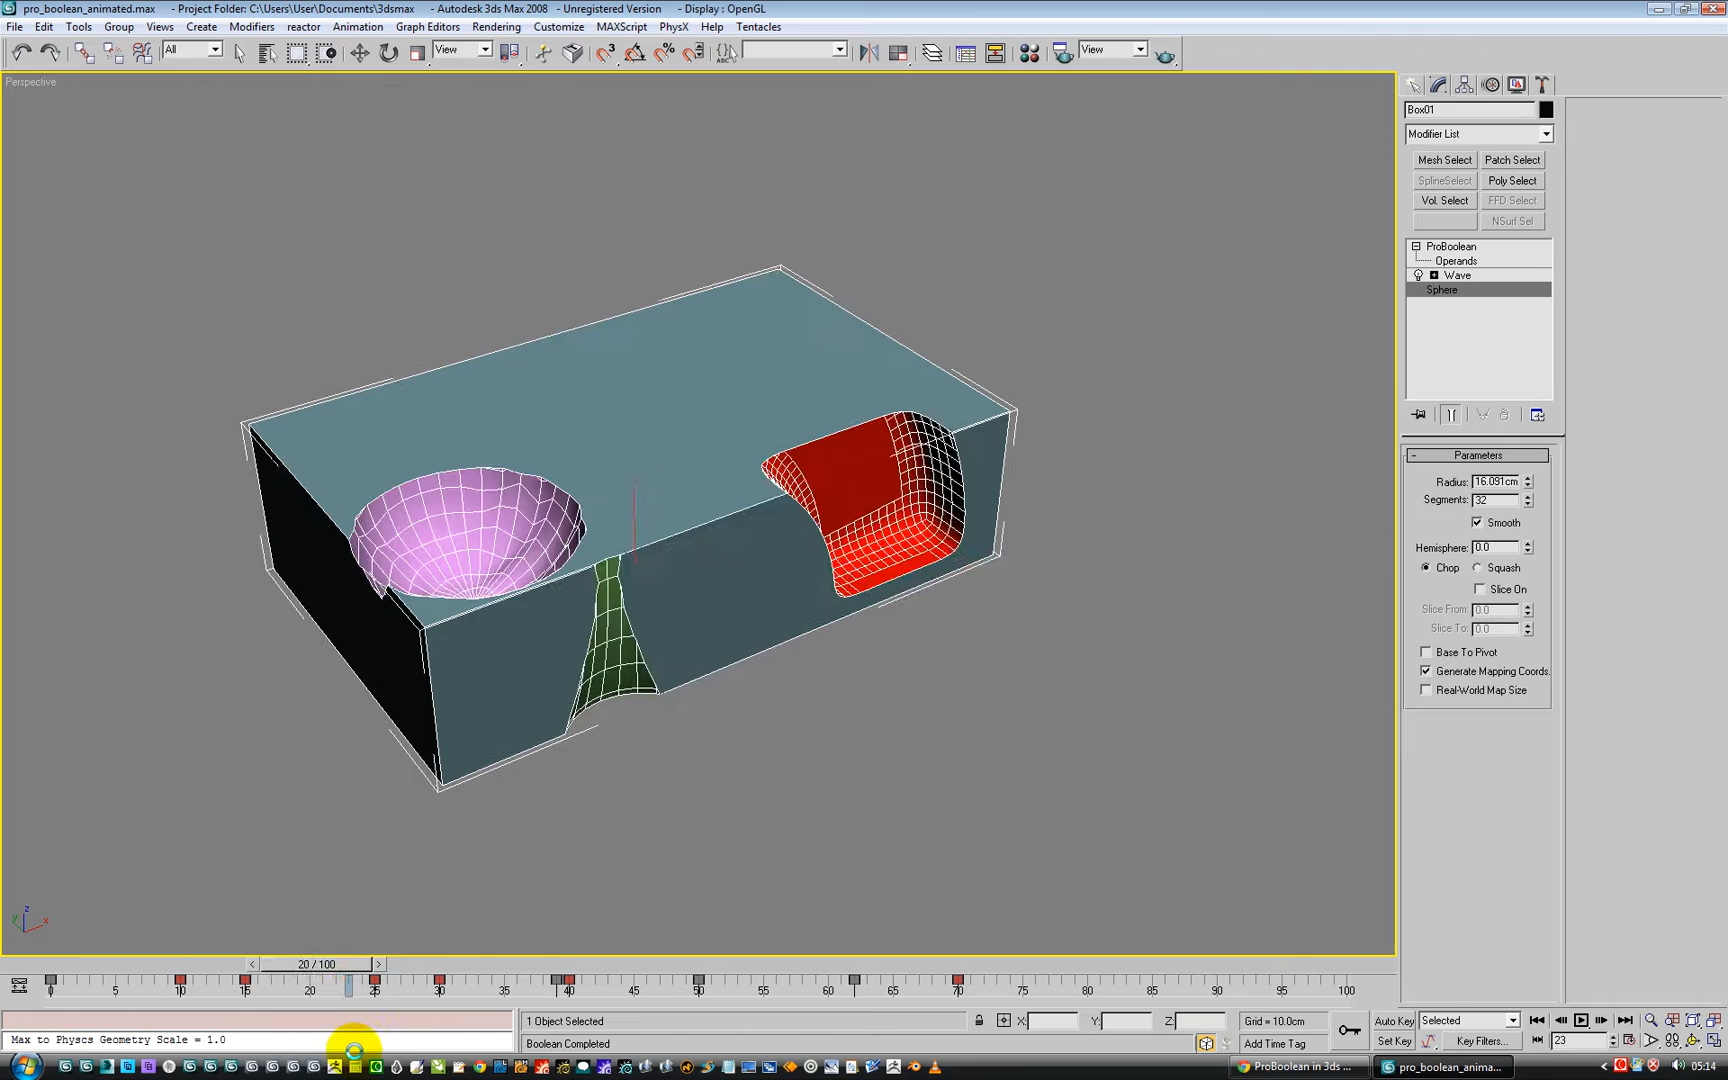 pro_boolean_animated.max - Project Folder: C:\Users\User\Documents\3dsmax - Autodesk 3ds Max 2008 - Unregistered Version - Display : OpenGL
File Edit Tools Group Views Create Modifiers reactor Animation Graph Editors Rendering Customize MAXScript PhysX Help Tentacles
All View View
Perspective
Box01
Modifier List
Mesh Select Patch Select
SplineSelect Poly Select
Vol. Select FFD Select
NSurf Sel
ProBoolean
Operands
Wave
Sphere
Parameters
Radius: 16.091cm
Segments: 32
Smooth
Hemisphere: 0.0
Chop Squash
Slice On
Slice From: 0.0
Slice To: 0.0
Base To Pivot
Generate Mapping Coords.
Real-World Map Size
z
y x
< 20 / 100 >
0 5 10 15 20 25 30 35 40 45 50 55 60 65 70 75 80 85 90 95 100
1 Object Selected X: Y: Z: Grid = 10.0cm Auto Key Selected
Max to Physcs Geometry Scale = 1.0
Boolean Completed Add Time Tag Set Key Key Filters... 23
ProBoolean in 3ds ... pro_boolean_anima... 05:14